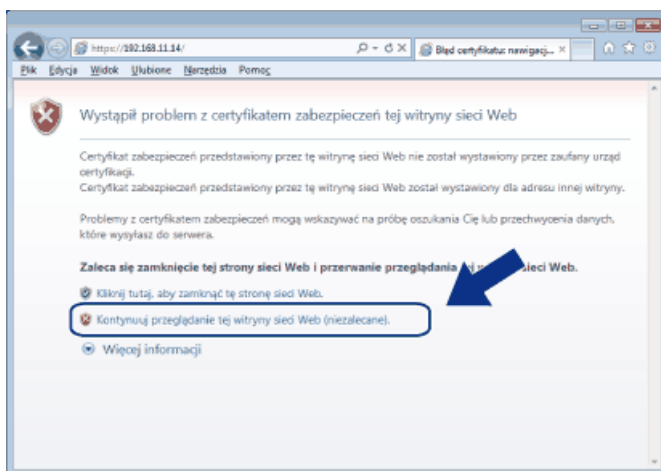 https://192.168.11.14/
Błąd certyfikatu: nawigacj...
Plik Edycja Widok Ulubione Narzędzia Pomoc
Wystąpił problem z certyfikatem zabezpieczeń tej witryny sieci Web
Certyfikat zabezpieczeń przedstawiony przez tę witrynę sieci Web nie został wystawiony przez zaufany urząd
certyfikacji.
Certyfikat zabezpieczeń przedstawiony przez tę witrynę sieci Web został wystawiony dla adresu innej witryny.
Problemy z certyfikatem zabezpieczeń mogą wskazywać na próbę oszukania Cię lub przechwycenia danych,
które wysyłasz do serwera.
Zaleca się zamknięcie tej strony sieci Web i przerwanie przeglądania sieci Web.
Kliknij tutaj, aby zamknąć tę stronę sieci Web.
Kontynuuj przeglądanie tej witryny sieci Web (niezalecane).
Więcej informacji